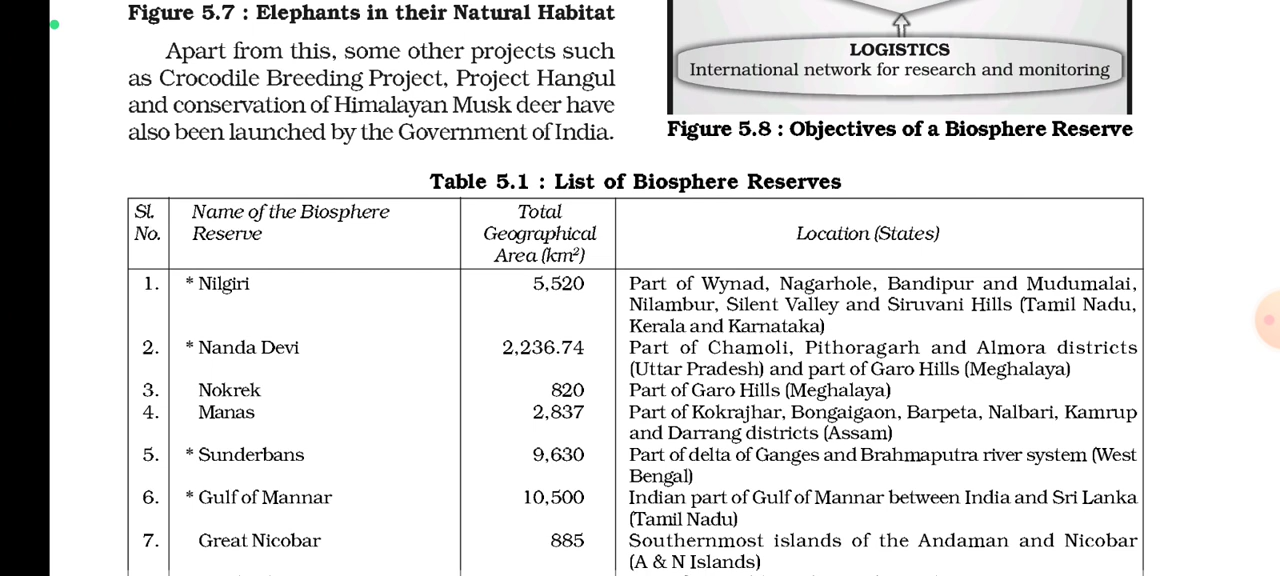 Figure 5.7 : Elephants in their Natural Habitat
Apart from this, some other projects such
as Crocodile Breeding Project, Project Hangul
and conservation of Himalayan Musk deer have
also been launched by the Government of India.
LOGISTICS
International network for research and monitoring
Figure 5.8 : Objectives of a Biosphere Reserve
Table 5.1 : List of Biosphere Reserves
Sl. No. Name of the Biosphere Reserve Total Geographical Area (km²) Location (States)
1. * Nilgiri 5,520 Part of Wynad, Nagarhole, Bandipur and Mudumalai,
Nilambur, Silent Valley and Siruvani Hills (Tamil Nadu,
Kerala and Karnataka)
2. * Nanda Devi 2,236.74 Part of Chamoli, Pithoragarh and Almora districts
(Uttar Pradesh) and part of Garo Hills (Meghalaya)
3. Nokrek 820 Part of Garo Hills (Meghalaya)
4. Manas 2,837 Part of Kokrajhar, Bongaigaon, Barpeta, Nalbari, Kamrup
and Darrang districts (Assam)
5. * Sunderbans 9,630 Part of delta of Ganges and Brahmaputra river system (West
Bengal)
6. * Gulf of Mannar 10,500 Indian part of Gulf of Mannar between India and Sri Lanka
(Tamil Nadu)
7. Great Nicobar 885 Southernmost islands of the Andaman and Nicobar
(A & N Islands)